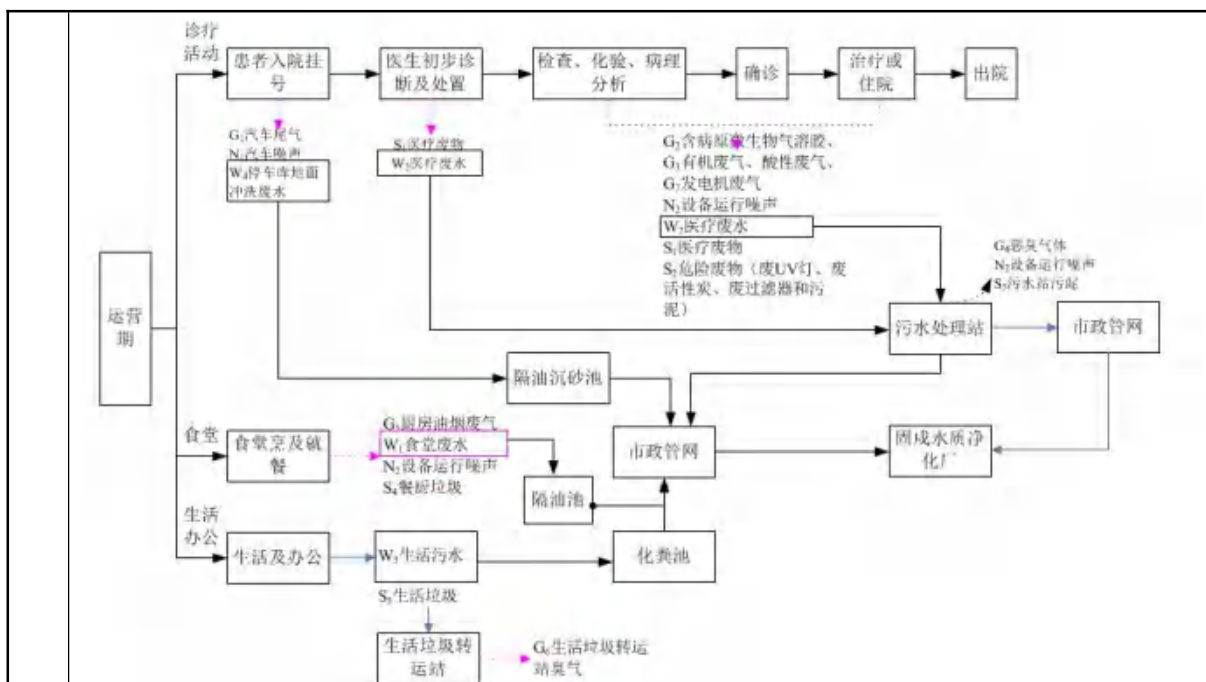 诊疗
活动
患者入院挂
号
医生初步诊
断及处置
检查、化验、病理
分析
确诊
治疗或
住院
出院
G₁汽车尾气
N₁汽车噪声
W₄停车库地面
冲洗废水
S₁医疗废物
W₂医疗废水
G₂含病原微生物气溶胶、
G₃有机废气、酸性废气、
G₇发电机废气
N₂设备运行噪声
W₂医疗废水
S₁医疗废物
S₂危险废物（废UV灯、废
活性炭、废过滤器和污
泥）
G₄恶臭气体
N₂设备运行噪声
污水站污泥
运营
期
污水处理站
市政管网
隔油沉砂池
食堂
食堂烹及就
餐
厨房油烟废气
W₁食堂废水
N₂设备运行噪声
S₄餐厨垃圾
市政管网
固戍水质净
化厂
隔油池
生活
办公
生活及办公
W₃生活污水
化粪池
生活垃圾
生活垃圾转
运站
G₆生活垃圾转运
站臭气